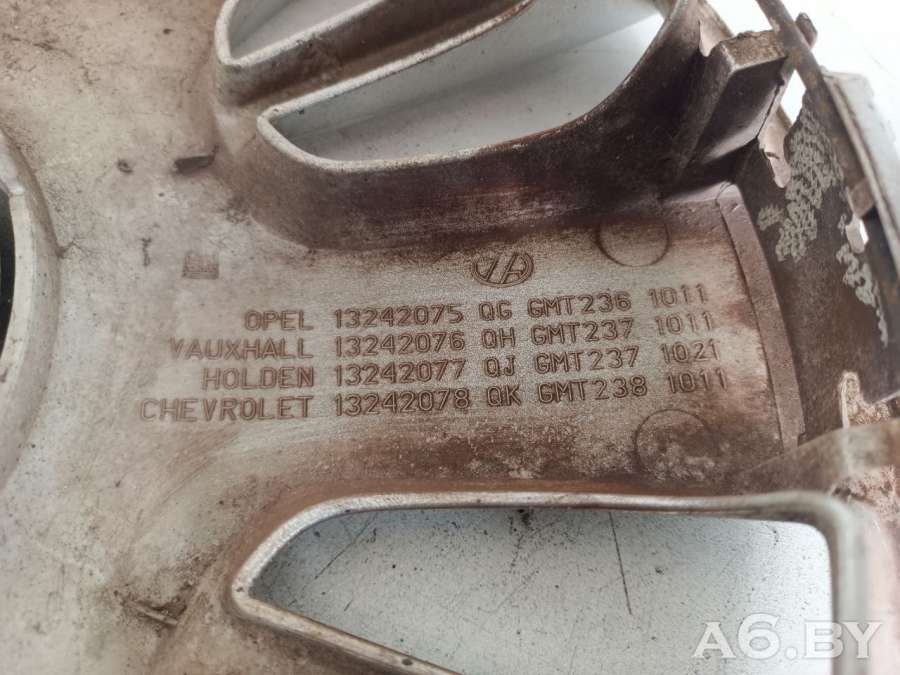 OPEL 13242075 QG GMT236 1011
VAUXHALL 13242076 QH GMT237 1011
HOLDEN 13242077 QJ GMT237 1021
CHEVROLET 13242078 QK GMT238 1011
A6.BY